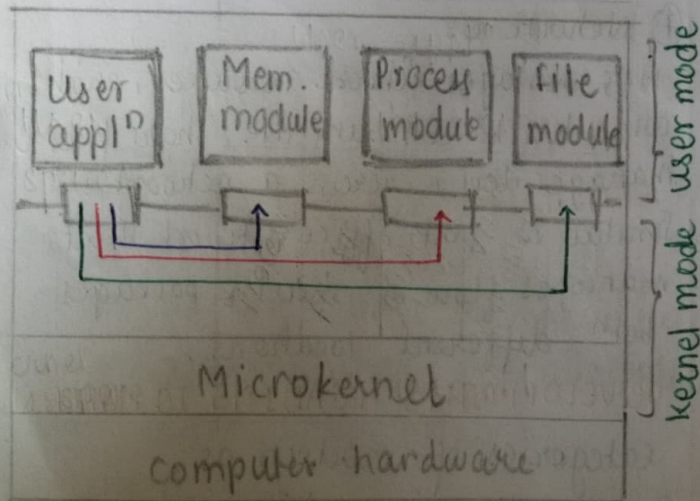 User
appl^n
Mem.
module
Process
module
file
module
user mode
kernel mode
Microkernel
computer hardware